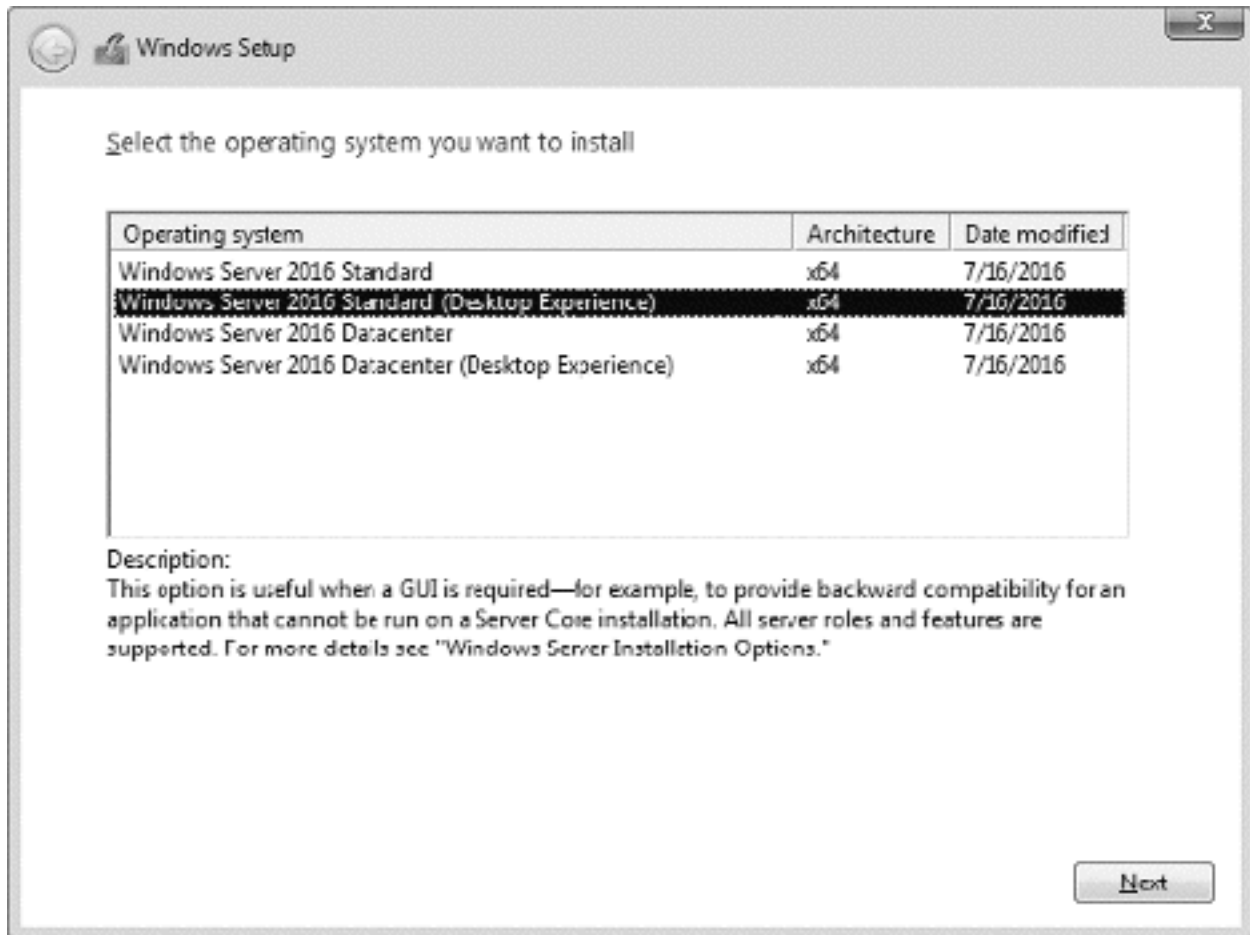 X
Windows Setup
Select the operating system you want to install
Operating system Architecture Date modified
Windows Server 2016 Standard x64 7/16/2016
Windows Server 2016 Standard (Desktop Experience) x64 7/16/2016
Windows Server 2016 Datacenter x64 7/16/2016
Windows Server 2016 Datacenter (Desktop Experience) x64 7/16/2016
Description:
This option is useful when a GUI is required—for example, to provide backward compatibility for an
application that cannot be run on a Server Core installation. All server roles and features are
supported. For more details see "Windows Server Installation Options."
Next